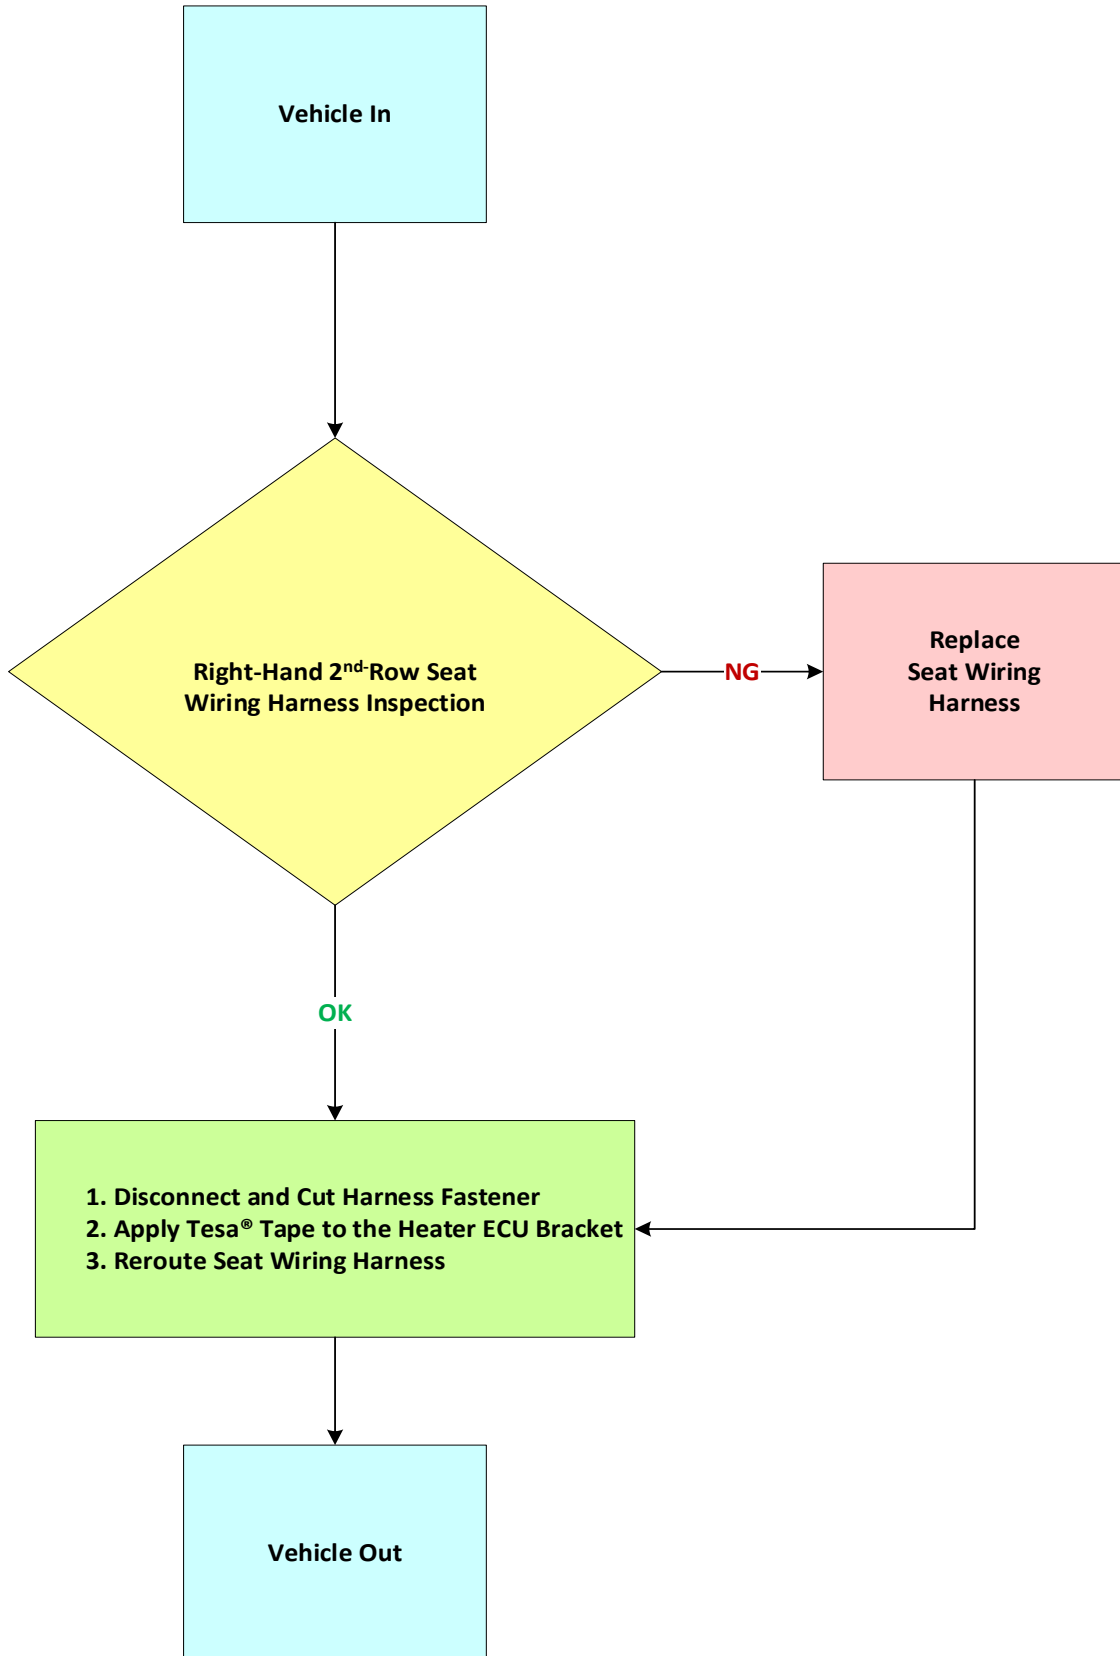 Vehicle In
Right-Hand 2nd-Row Seat
Wiring Harness Inspection
NG
Replace
Seat Wiring
Harness
OK
1. Disconnect and Cut Harness Fastener
2. Apply Tesa® Tape to the Heater ECU Bracket
3. Reroute Seat Wiring Harness
Vehicle Out